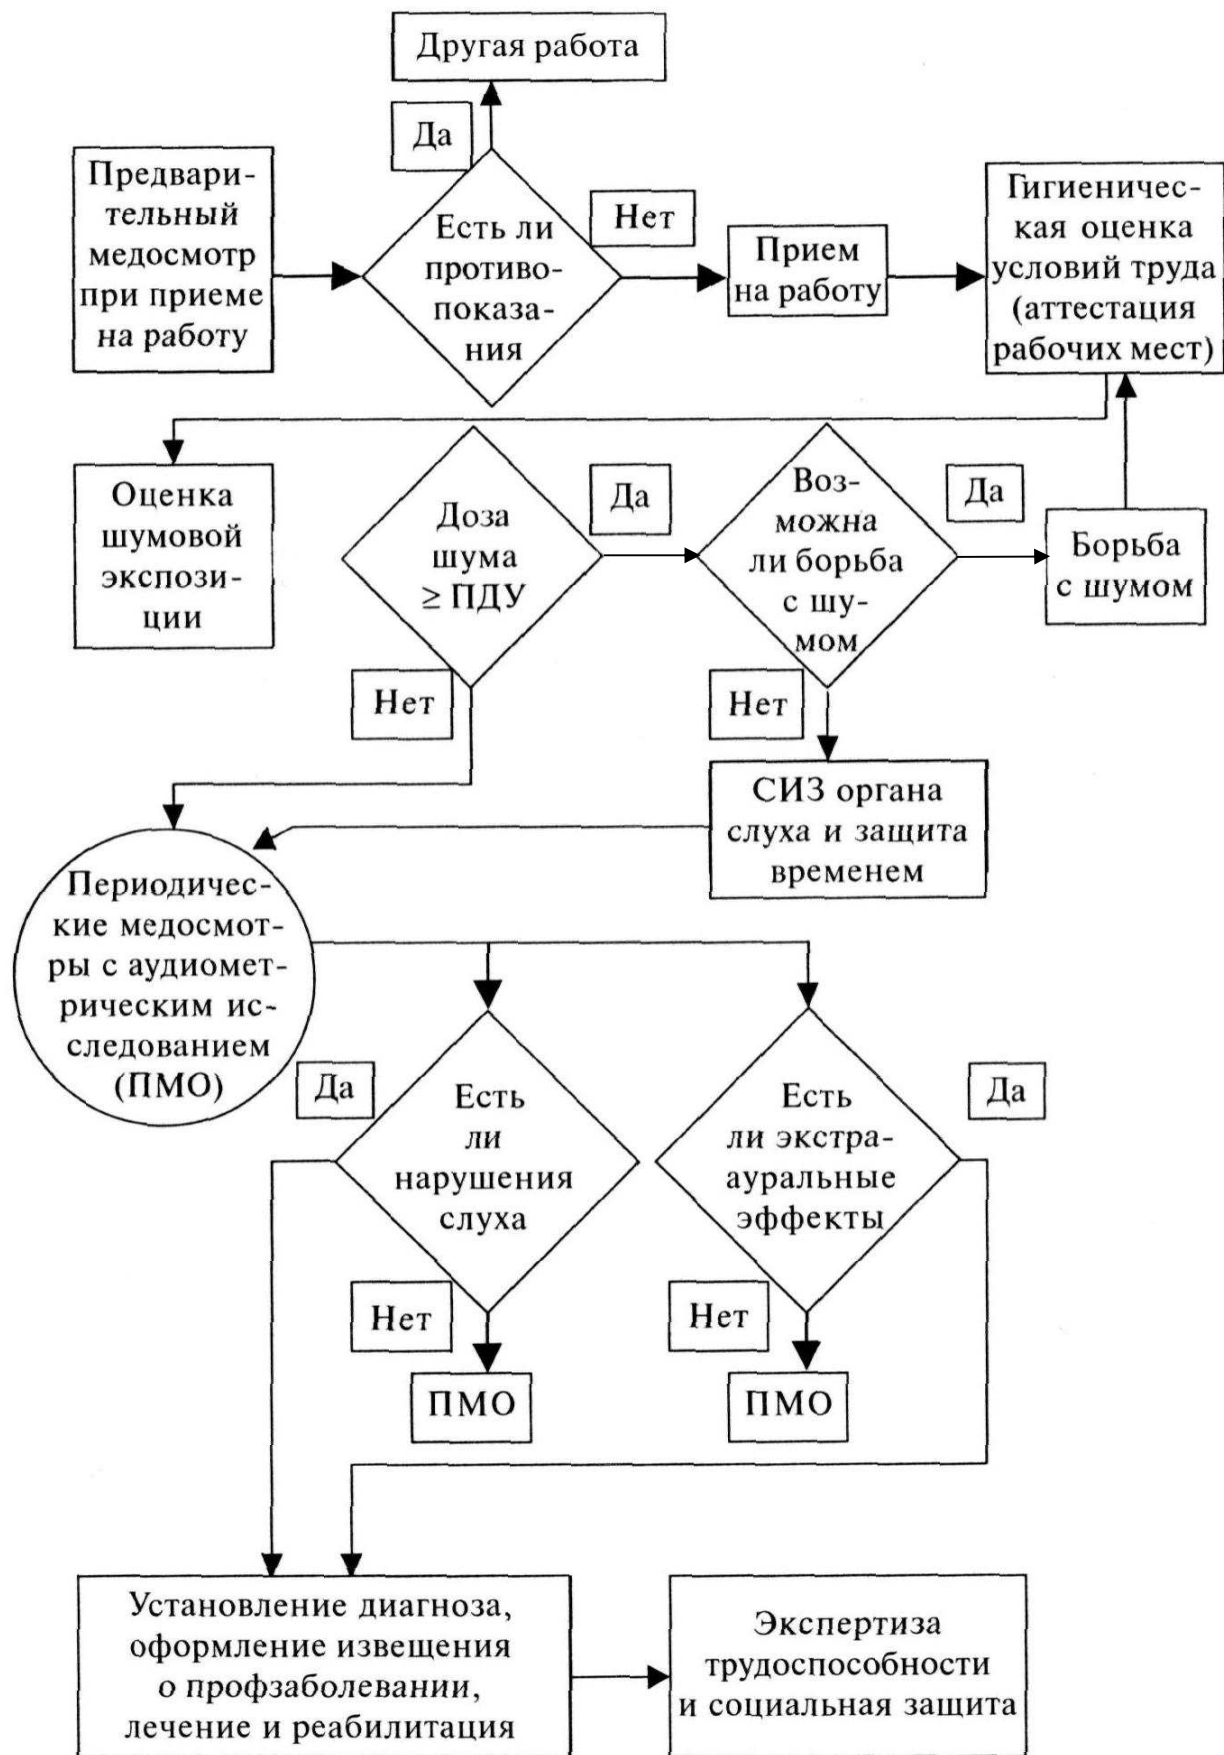 Другая работа
Да
Предвари-
тельный
медосмотр
при приеме
на работу
Есть ли
противо-
показа-
ния
Нет
Прием
на работу
Гигиеничес-
кая оценка
условий труда
(аттестация
рабочих мест)
Оценка
шумовой
экспози-
ции
Доза
шума
≥ ПДУ
Да
Воз-
можна
ли борьба
с шу-
мом
Да
Борьба
с шумом
Нет
Нет
СИЗ органа
слуха и защита
временем
Периодичес-
кие медосмот-
ры с аудиомет-
рическим ис-
следованием
(ПМО)
Да
Есть
ли
нарушения
слуха
Есть
ли экстра-
ауральные
эффекты
Да
Нет
Нет
ПМО
ПМО
Установление диагноза,
оформление извещения
о профзаболевании,
лечение и реабилитация
Экспертиза
трудоспособности
и социальная защита